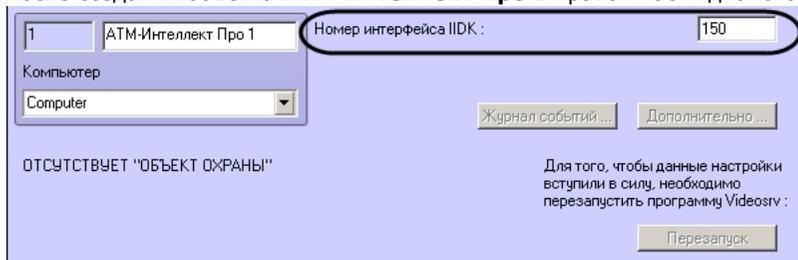 1 АТМ-Интеллект Про 1 Номер интерфейса IIDK : 150
Компьютер
Computer
Журнал событий ... Дополнительно ...
ОТСУТСТВУЕТ "ОБЪЕКТ ОХРАНЫ"
Для того, чтобы данные настройки
вступили в силу, необходимо
перезапустить программу Videosrv :
Перезапуск